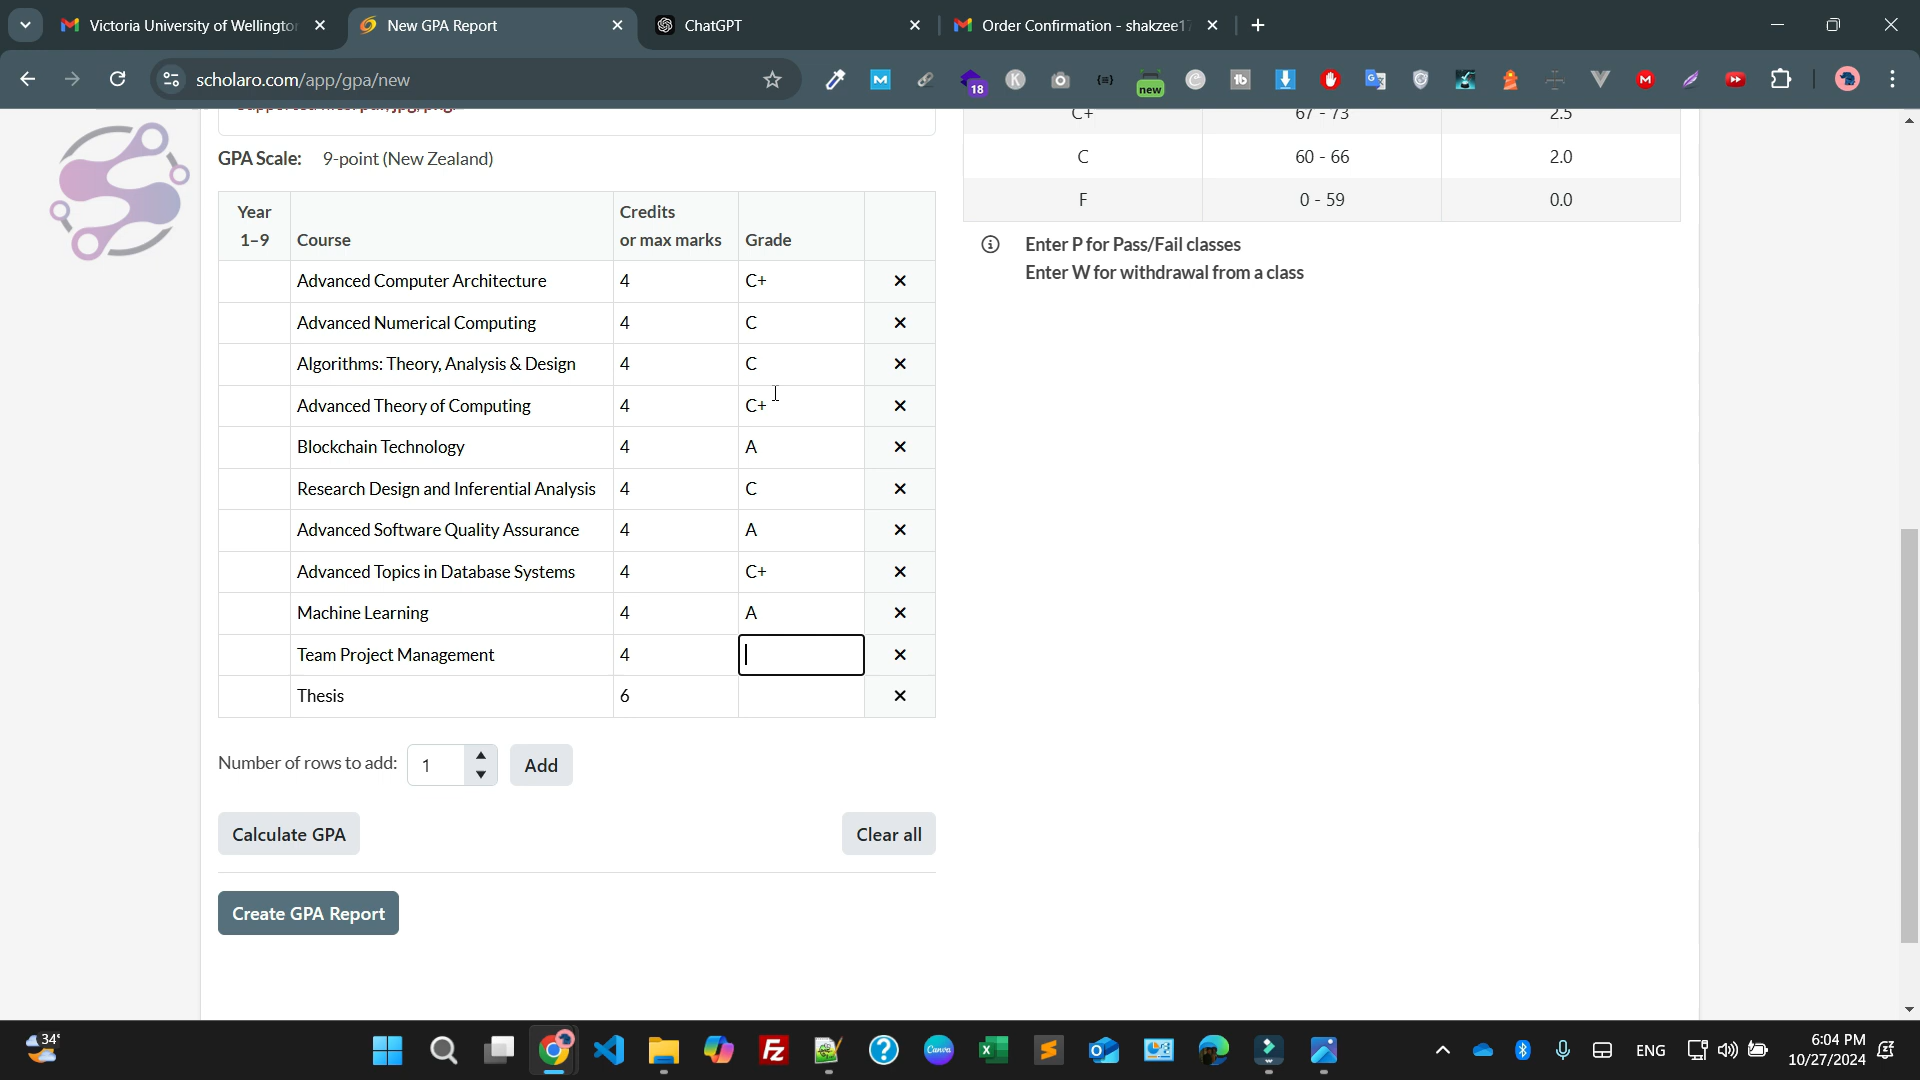 Victoria University of Wellingtor
New GPA Report
ChatGPT
Order Confirmation - shakzee17
scholaro.com/app/gpa/new
18
new
C+ 67 - 73 2.5
GPA Scale: 9-point (New Zealand)
C 60 - 66 2.0
F 0 - 59 0.0
Year
1–9
Course
Credits
or max marks
Grade
Enter P for Pass/Fail classes
Enter W for withdrawal from a class
Advanced Computer Architecture 4 C+
Advanced Numerical Computing 4 C
Algorithms: Theory, Analysis & Design 4 C
Advanced Theory of Computing 4 C+
Blockchain Technology 4 A
Research Design and Inferential Analysis 4 C
Advanced Software Quality Assurance 4 A
Advanced Topics in Database Systems 4 C+
Machine Learning 4 A
Team Project Management 4
Thesis 6
Number of rows to add: 1 Add
Calculate GPA Clear all
Create GPA Report
34°
ENG
6:04 PM
10/27/2024